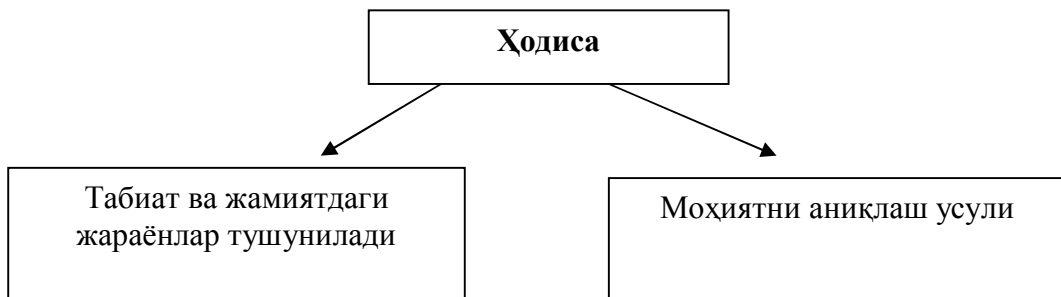 Ҳодиса
Табиат ва жамиятдаги
жараёнлар тушунилади
Моҳиятни аниқлаш усули